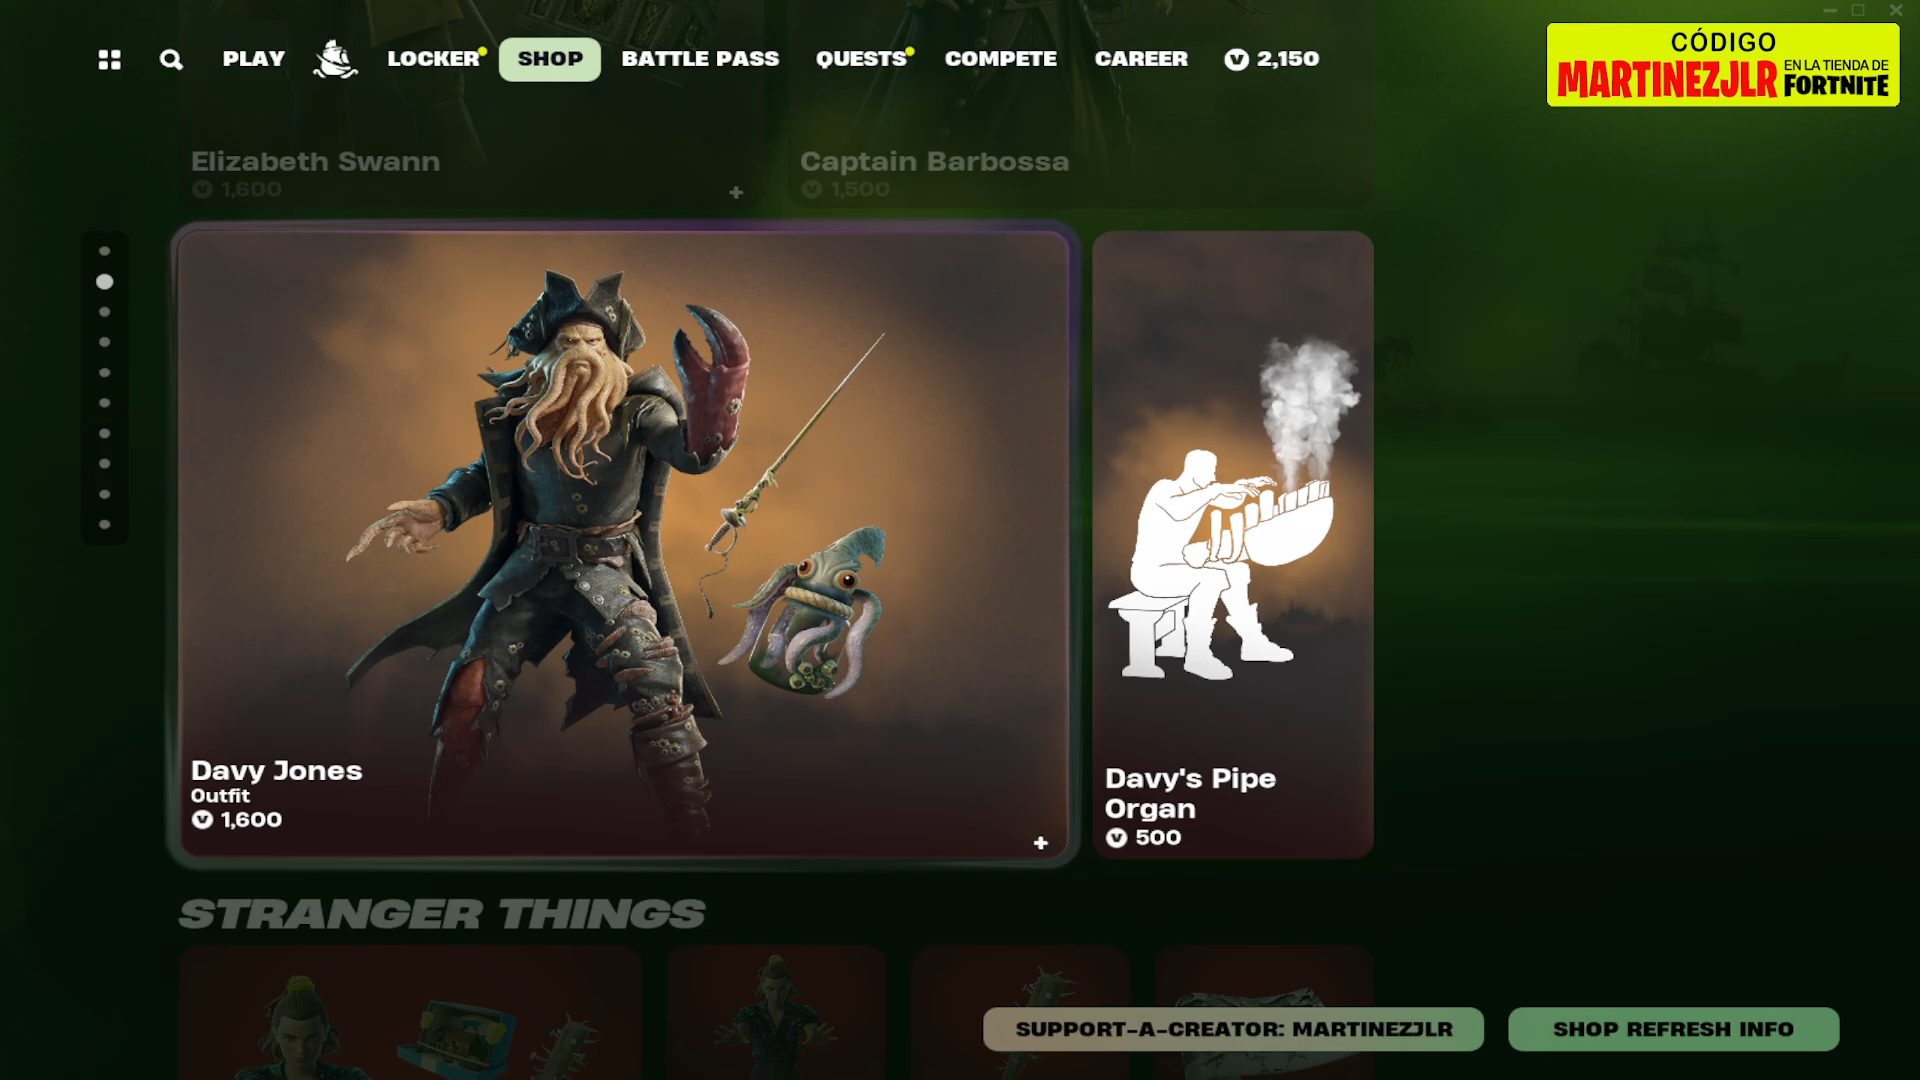 PLAY
LOCKER
SHOP
BATTLE PASS
QUESTS
COMPETE
CAREER
2,150
CÓDIGO
MARTINEZJLR
EN LA TIENDA DE
FORTNITE
Elizabeth Swann
1,600
Captain Barbossa
1,500
Davy Jones
Outfit
1,600
Davy's Pipe
Organ
500
STRANGER THINGS
SUPPORT-A-CREATOR: MARTINEZJLR
SHOP REFRESH INFO